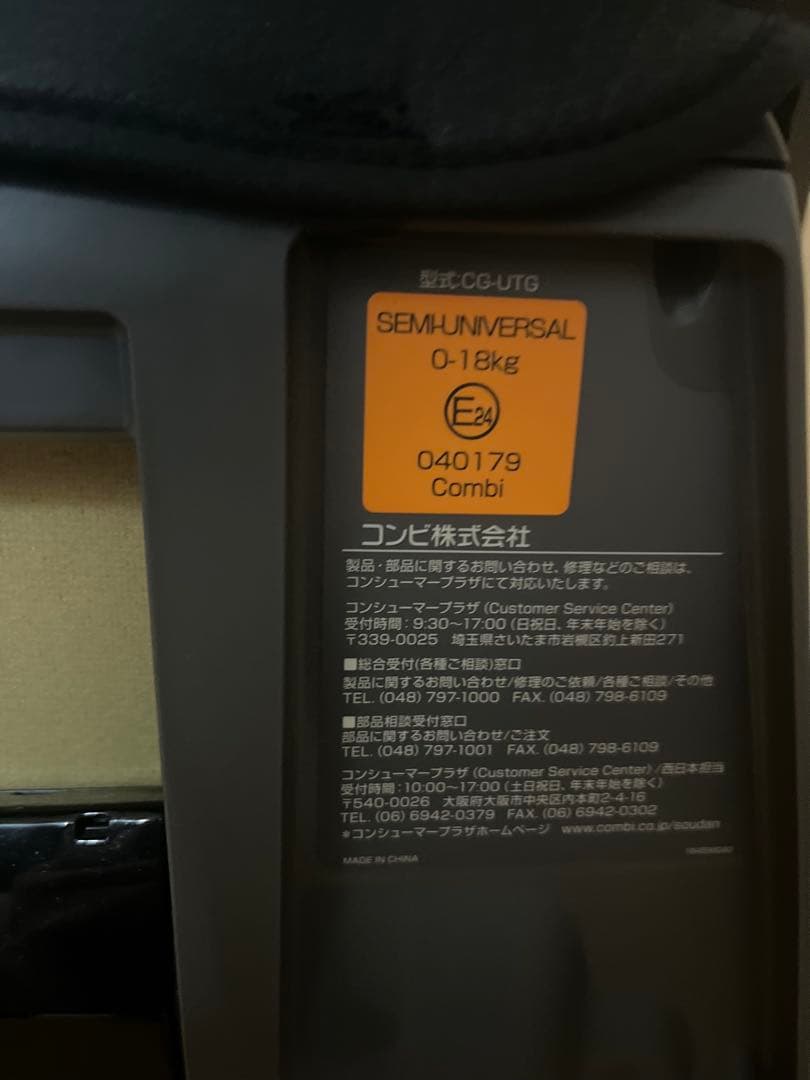 型式:CG-UTG
SEMI-UNIVERSAL
0-18kg
E24
040179
Combi
コンビ株式会社
製品・部品に関するお問い合わせ、修理などのご相談は、
コンシューマープラザにて対応いたします。
コンシューマープラザ (Customer Service Center)
受付時間：9:30〜17:00 (日祝日、年末年始を除く)
〒339-0025 埼玉県さいたま市岩槻区釣上新田271
■総合受付(各種ご相談)窓口
製品に関するお問い合わせ/修理のご依頼/各種ご相談/その他
TEL. (048) 797-1000 FAX. (048) 798-6109
■部品相談受付窓口
部品に関するお問い合わせ/ご注文
TEL. (048) 797-1001 FAX. (048) 798-6109
コンシューマープラザ (Customer Service Center) /西日本担当
受付時間：10:00〜17:00 (土日祝日、年末年始を除く)
〒540-0026 大阪府大阪市中央区内本町2-4-16
TEL. (06) 6942-0379 FAX. (06) 6942-0302
*コンシューマープラザホームページ www.combi.co.jp/soudan
MADE IN CHINA